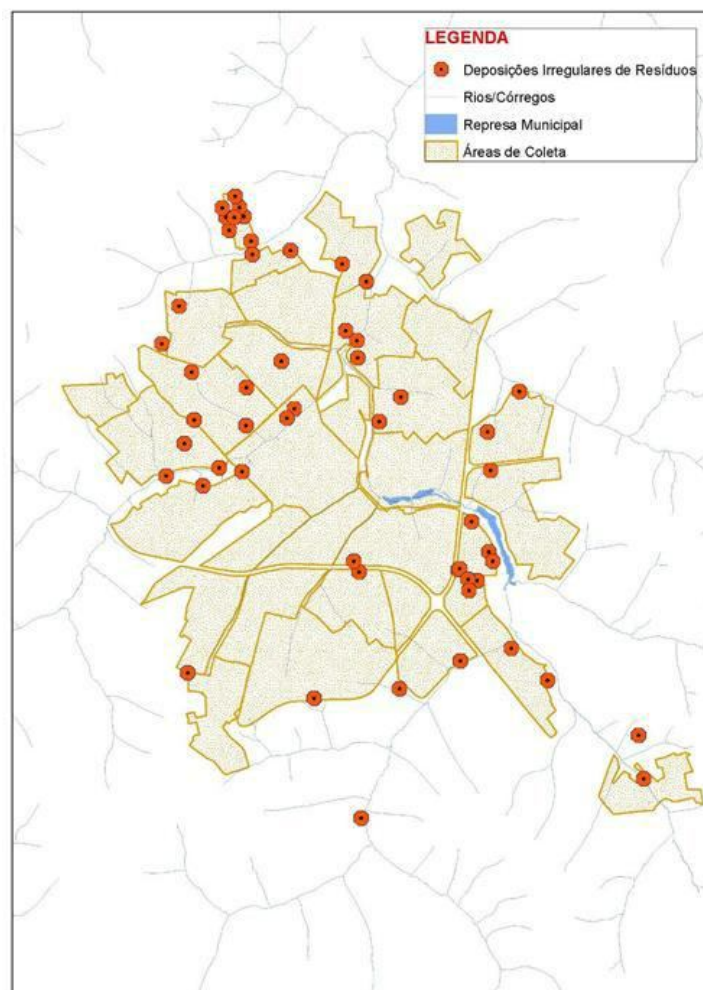 LEGENDA
Deposições Irregulares de Resíduos
Rios/Córregos
Represa Municipal
Áreas de Coleta